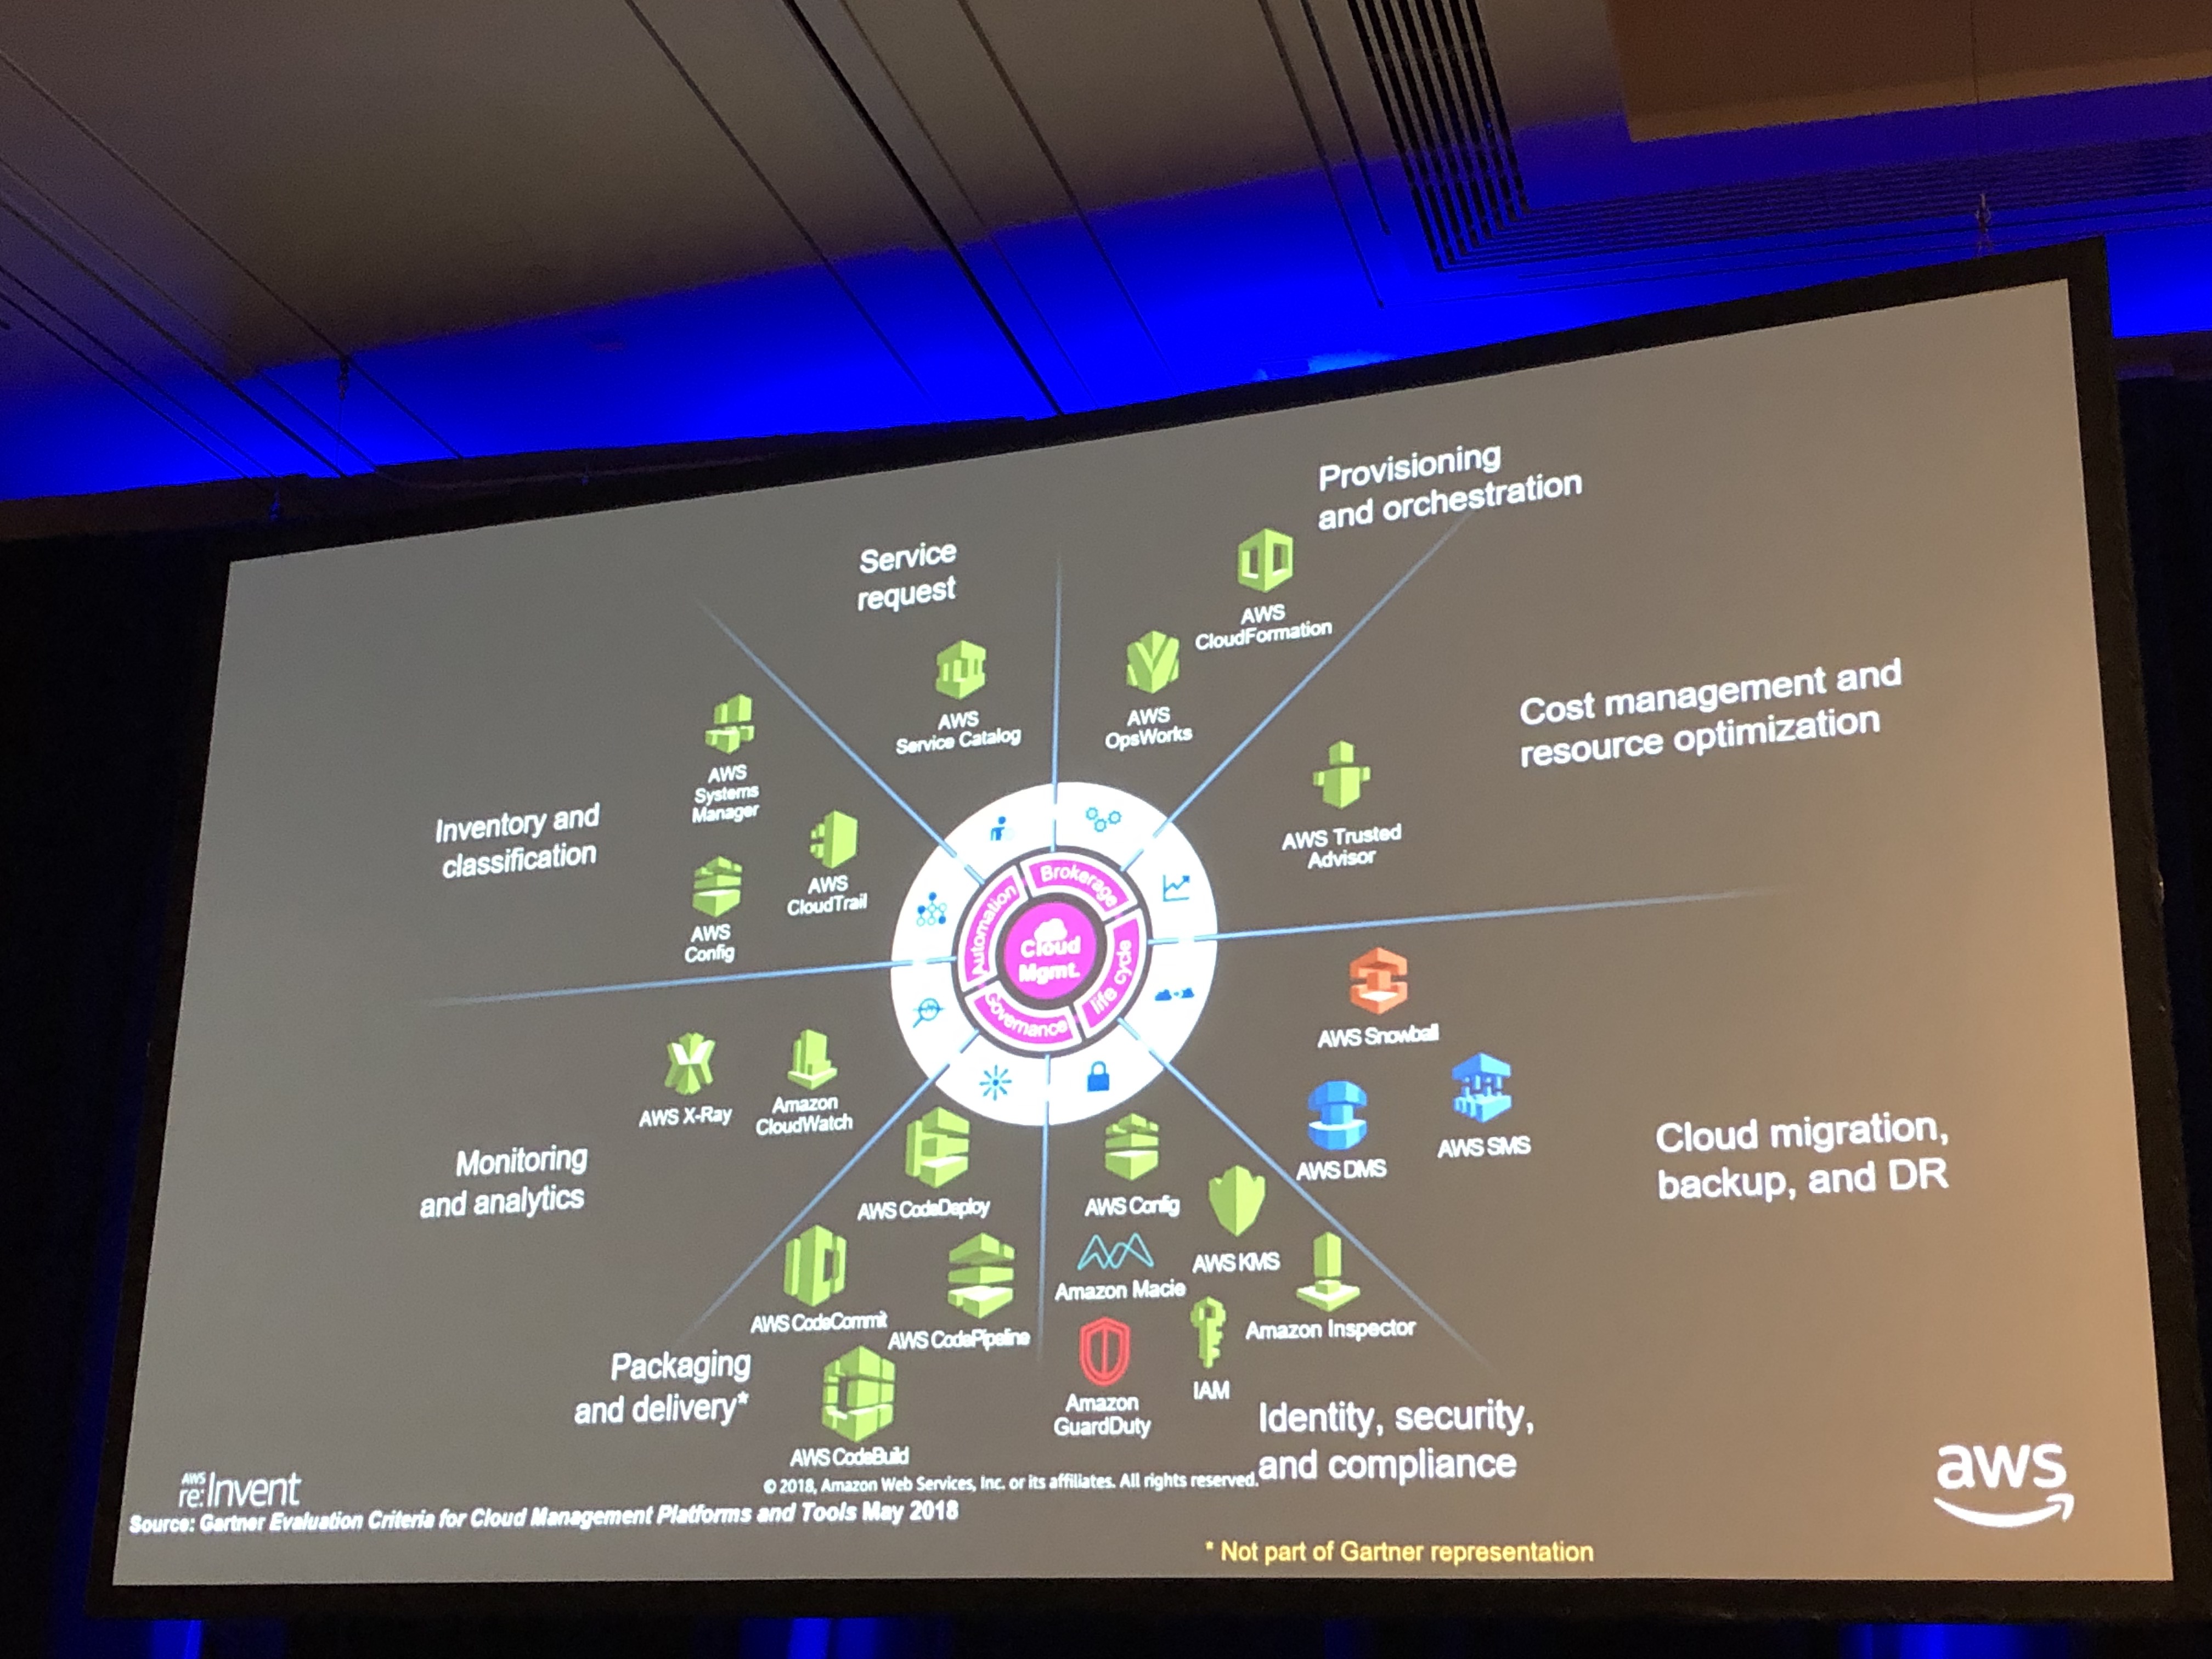 Provisioning
and orchestration
Service
request
AWS
CloudFormation
AWS
OpsWorks
AWS
Service Catalog
Cost management and
resource optimization
AWS Trusted
Advisor
AWS
Systems
Manager
Inventory and
classification
AWS
CloudTrail
AWS
Config
Brokerage
Automation
Cloud
Mgmt.
life cycle
Governance
AWS Snowball
AWS DMS
AWS SMS
Cloud migration,
backup, and DR
AWS X-Ray
Amazon
CloudWatch
Monitoring
and analytics
AWS CodeDeploy
AWS CodeCommit
AWS CodePipeline
Packaging
and delivery*
AWS CodeBuild
AWS Config
AWS KMS
Amazon Macie
Amazon Inspector
IAM
Amazon
GuardDuty
Identity, security,
and compliance
AWS
re:Invent
© 2018, Amazon Web Services, Inc. or its affiliates. All rights reserved.
Source: Gartner Evaluation Criteria for Cloud Management Platforms and Tools May 2018
* Not part of Gartner representation
aws